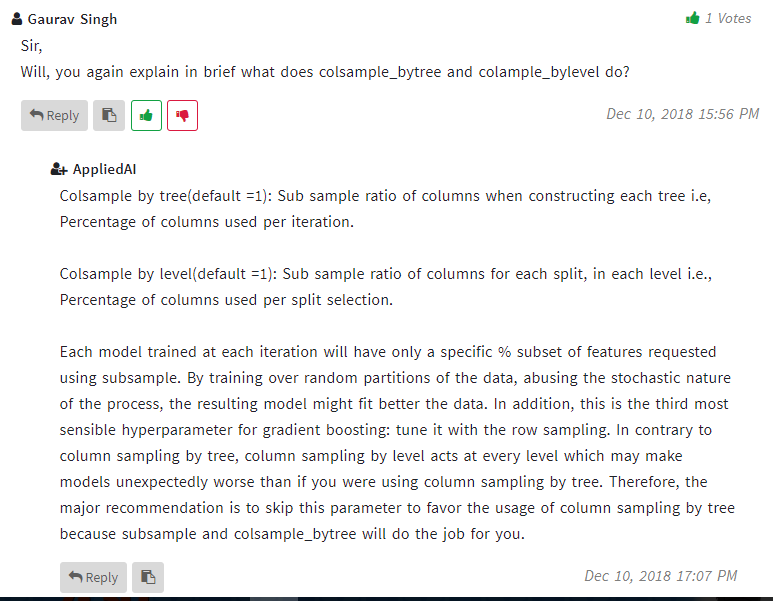 Gaurav Singh
1 Votes
Sir,
Will, you again explain in brief what does colsample_bytree and colample_bylevel do?
Reply
Dec 10, 2018 15:56 PM
AppliedAI
Colsample by tree(default =1): Sub sample ratio of columns when constructing each tree i.e,
Percentage of columns used per iteration.
Colsample by level(default =1): Sub sample ratio of columns for each split, in each level i.e.,
Percentage of columns used per split selection.
Each model trained at each iteration will have only a specific % subset of features requested
using subsample. By training over random partitions of the data, abusing the stochastic nature
of the process, the resulting model might fit better the data. In addition, this is the third most
sensible hyperparameter for gradient boosting: tune it with the row sampling. In contrary to
column sampling by tree, column sampling by level acts at every level which may make
models unexpectedly worse than if you were using column sampling by tree. Therefore, the
major recommendation is to skip this parameter to favor the usage of column sampling by tree
because subsample and colsample_bytree will do the job for you.
Reply
Dec 10, 2018 17:07 PM